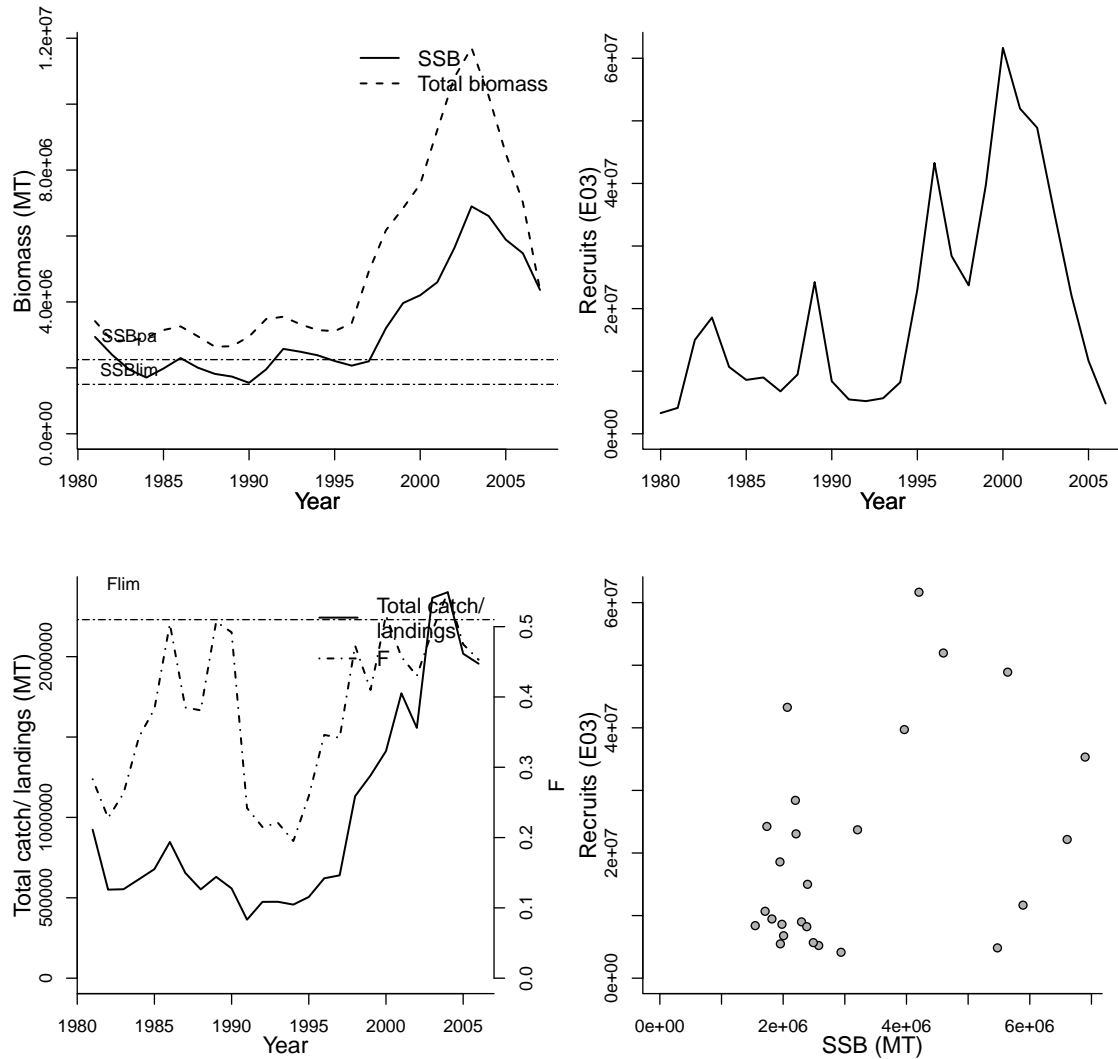 1.2e+07
8.0e+06
4.0e+06
0.0e+00
Biomass (MT)
SSB
Total biomass
SSBpa
SSBlim
1980 1985 1990 1995 2000 2005
Year
6e+07
4e+07
2e+07
0e+00
Recruits (E03)
1980 1985 1990 1995 2000 2005
Year
Flim
2000000
1000000
500000
0
Total catch/ landings (MT)
Total catch/
landings
F
0.5
0.4
0.3
0.2
0.1
0.0
F
1980 1985 1990 1995 2000 2005
Year
6e+07
4e+07
2e+07
0e+00
Recruits (E03)
0e+00 2e+06 4e+06 6e+06
SSB (MT)